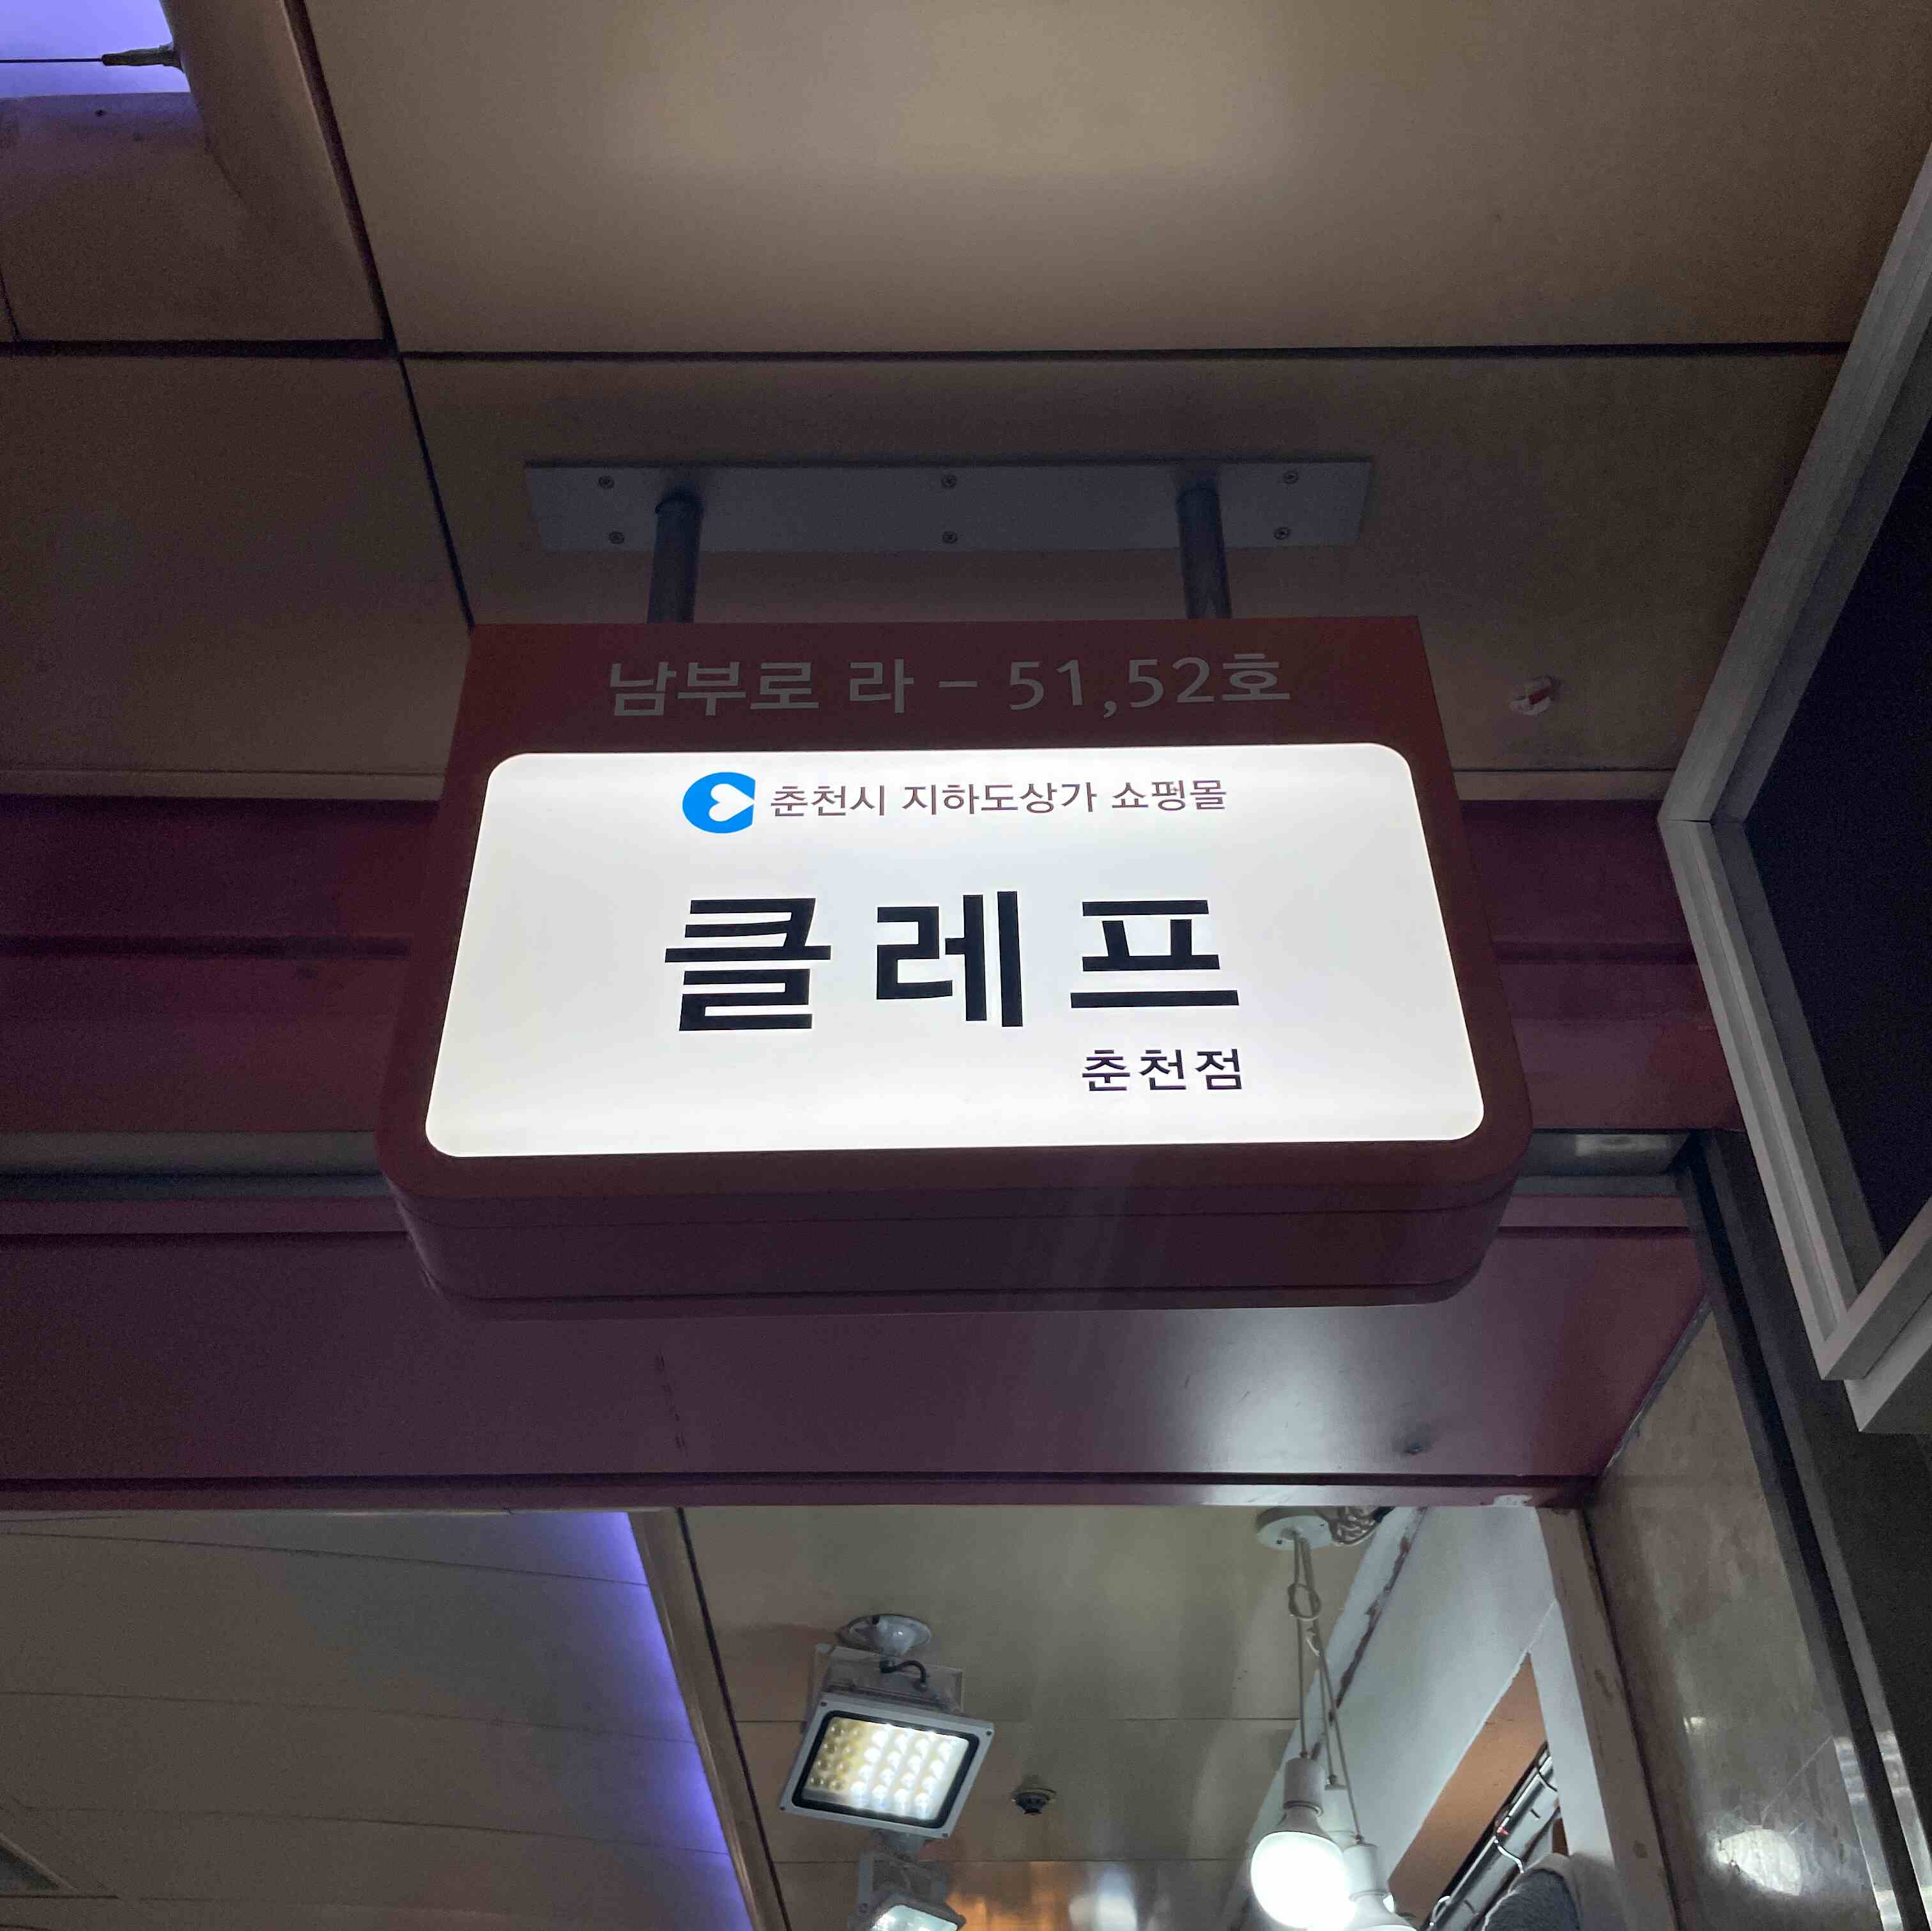 남부로 라 - 51,52호
춘천시 지하도상가 쇼핑몰
클레프
춘천점